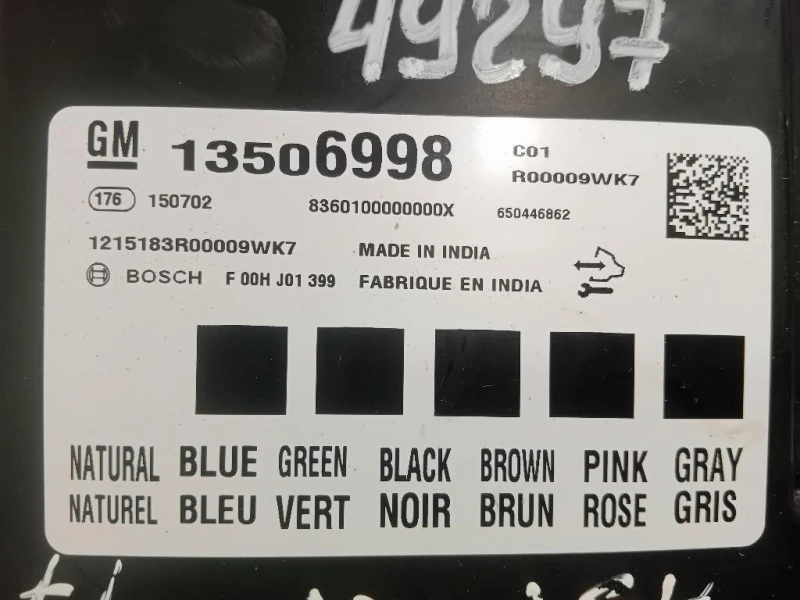 49297
GM 13506998 C01
R00009WK7
176 150702 8360100000000X 650446862
1215183R00009WK7 MADE IN INDIA
BOSCH F 00H J01 399 FABRIQUE EN INDIA
NATURAL BLUE GREEN BLACK BROWN PINK GRAY
NATUREL BLEU VERT NOIR BRUN ROSE GRIS